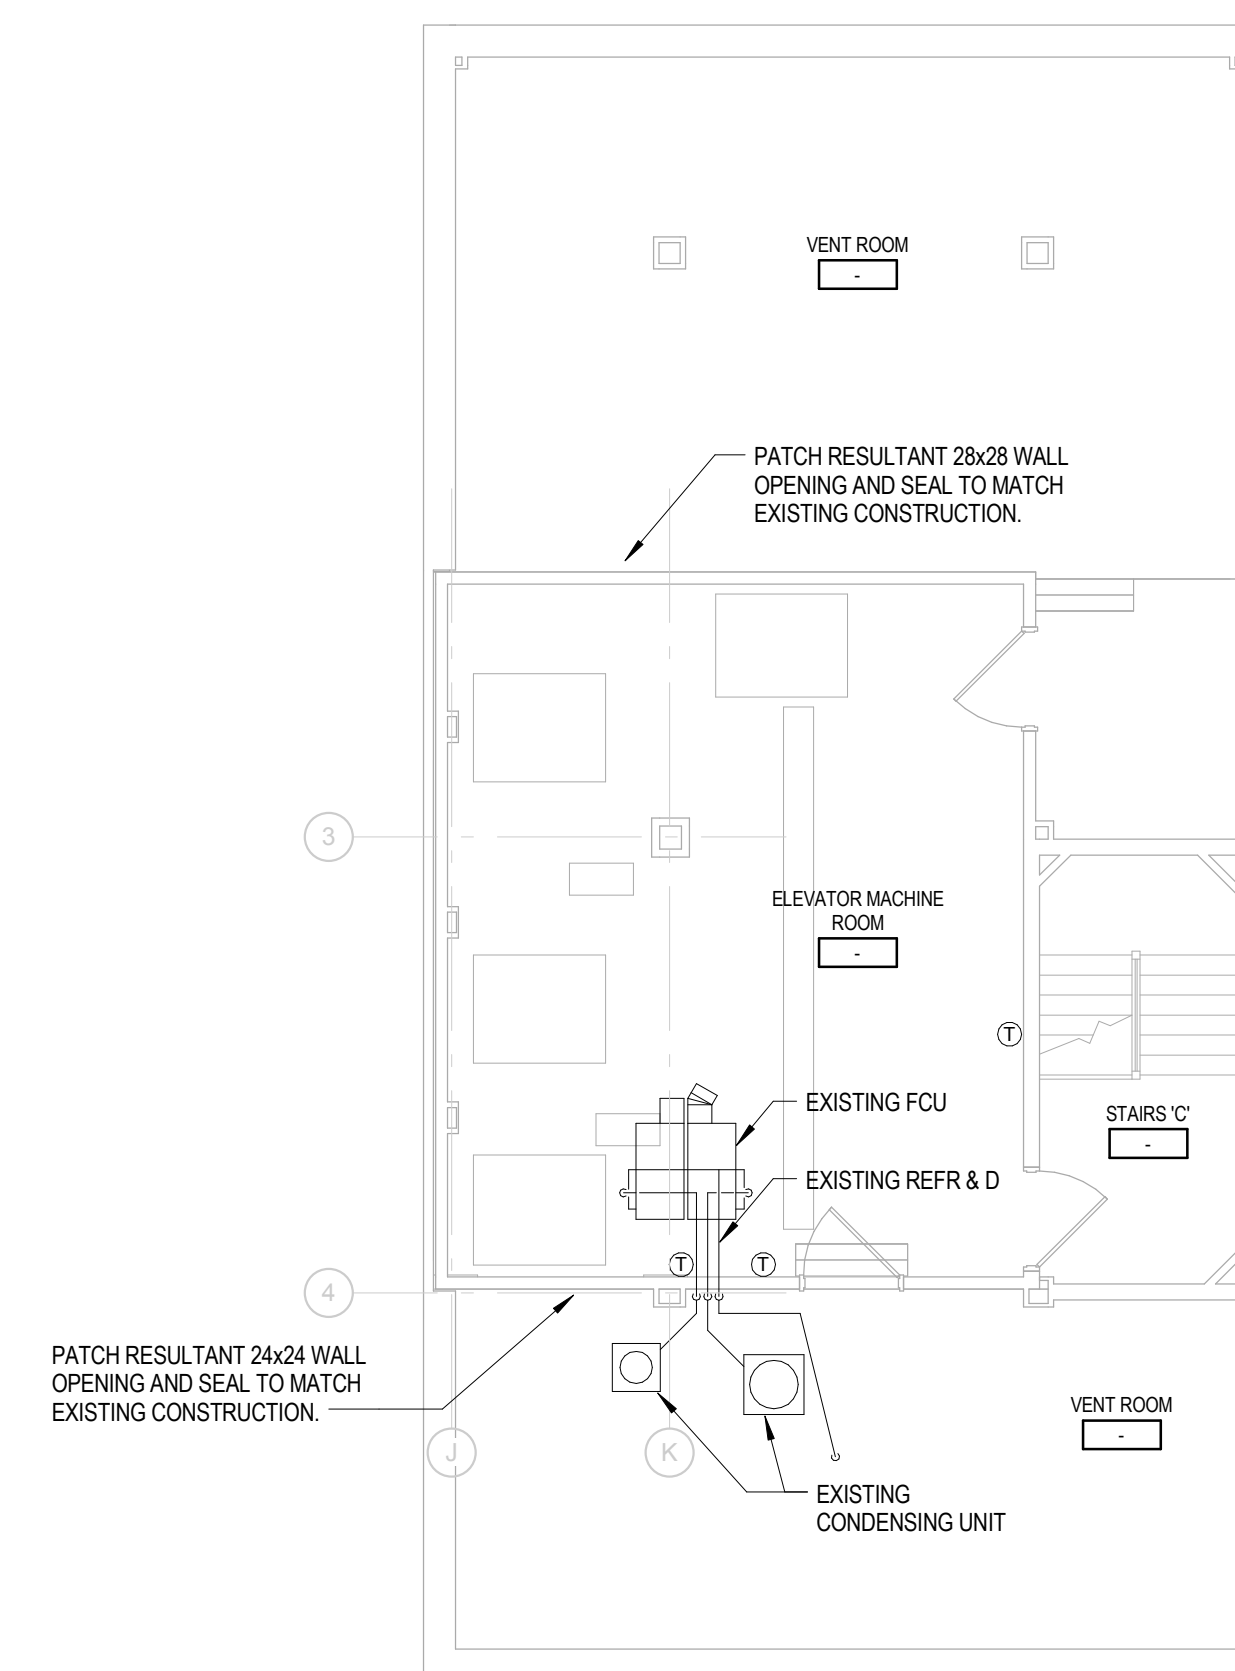 VENT ROOM
-
PATCH RESULTANT 28x28 WALL
OPENING AND SEAL TO MATCH
EXISTING CONSTRUCTION.
3
ELEVATOR MACHINE
ROOM
-
T
EXISTING FCU
STAIRS 'C'
-
EXISTING REFR & D
T
T
4
PATCH RESULTANT 24x24 WALL
OPENING AND SEAL TO MATCH
EXISTING CONSTRUCTION.
VENT ROOM
-
J
K
EXISTING
CONDENSING UNIT